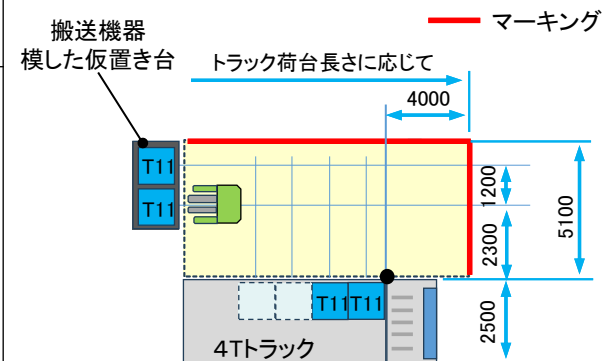 搬送機器
模した仮置き台
マーキング
トラック荷台長さに応じて
4000
T11
T11
1200
2300
5100
2500
T11
T11
4Tトラック